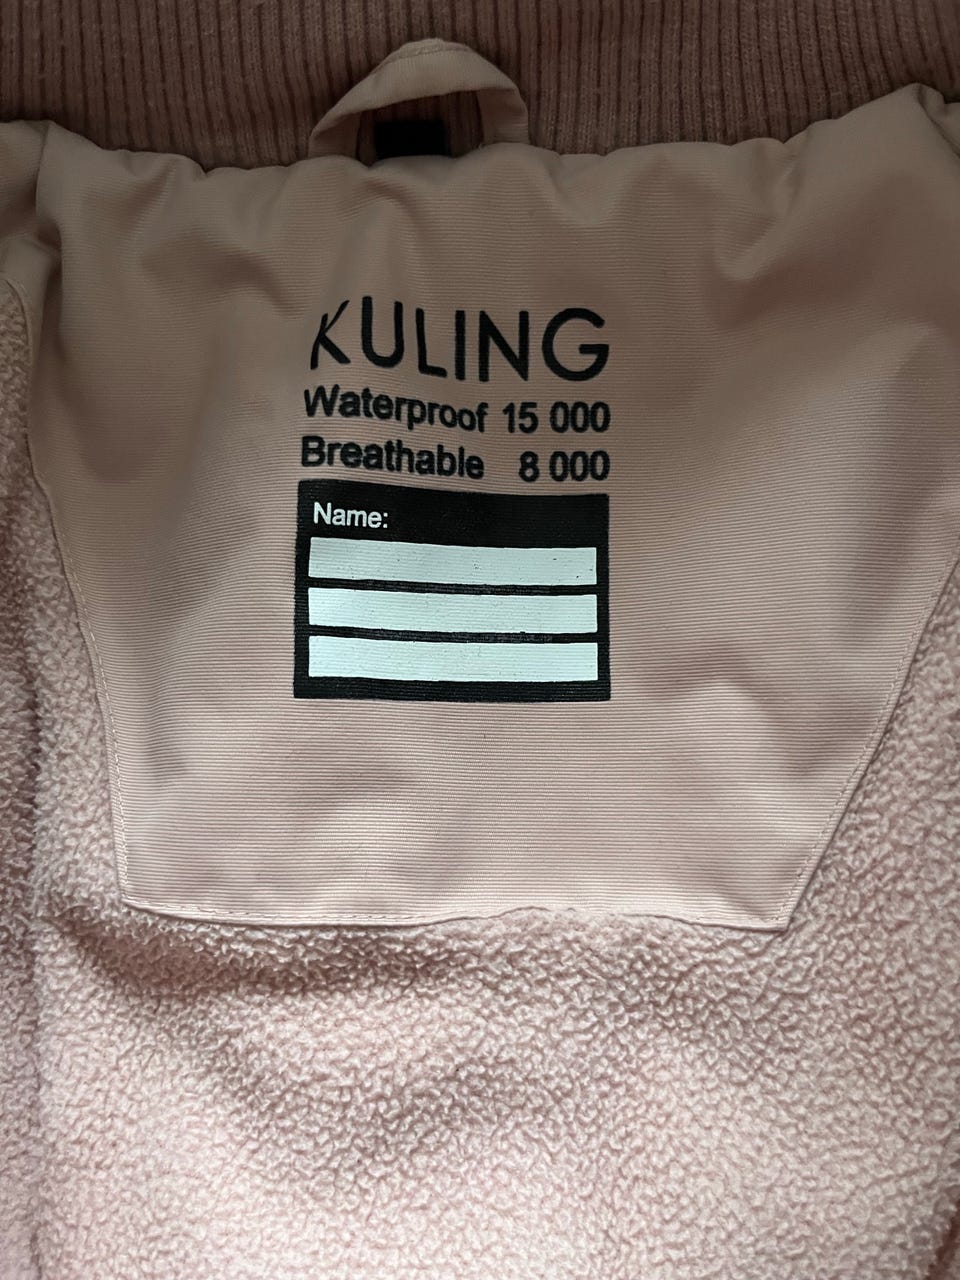 KULING
Waterproof 15 000
Breathable 8 000
Name: